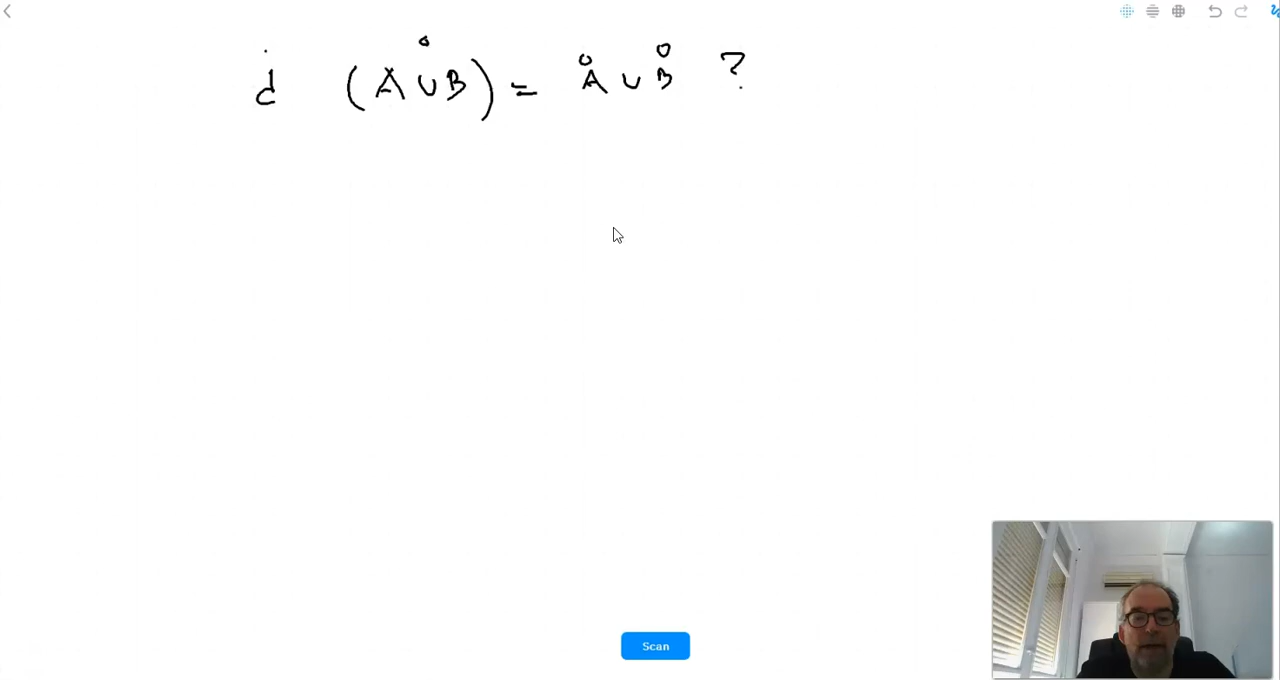 ¿ (A ∪ B)° = Å ∪ B° ?
Scan